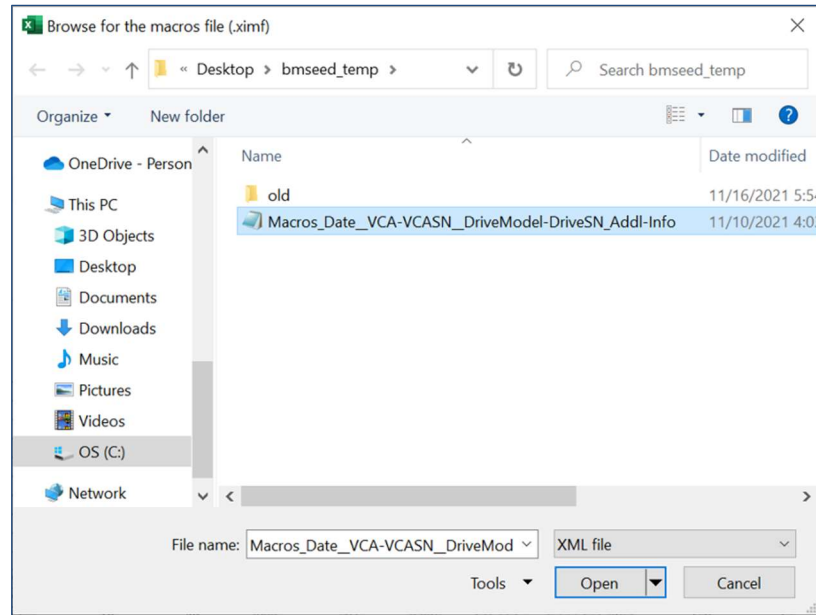 Browse for the macros file (.ximf)
« Desktop > bmseed_temp >
Search bmseed_temp
Organize
New folder
Name
Date modified
OneDrive - Person
This PC
3D Objects
Desktop
Documents
Downloads
Music
Pictures
Videos
OS (C:)
Network
old
11/16/2021 5:54
Macros_Date__VCA-VCASN__DriveModel-DriveSN_Addl-Info
11/10/2021 4:0
File name:
Macros_Date__VCA-VCASN__DriveMod
XML file
Tools
Open
Cancel